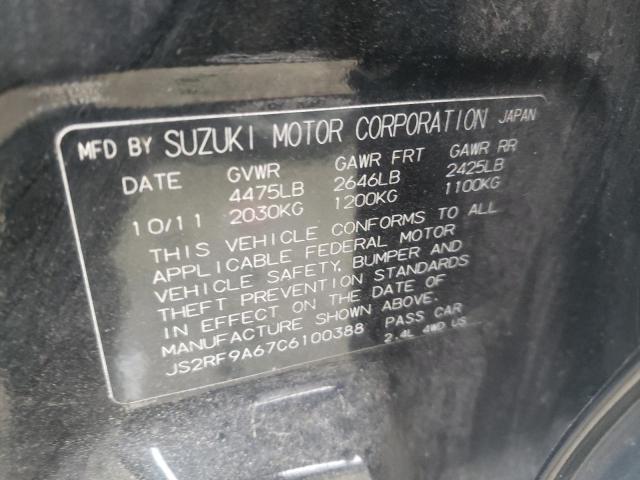 MFD BY SUZUKI MOTOR CORPORATION JAPAN
DATE GVWR GAWR FRT GAWR RR
4475LB 2646LB 2425LB
10/11 2030KG 1200KG 1100KG
THIS VEHICLE CONFORMS TO ALL
APPLICABLE FEDERAL MOTOR
VEHICLE SAFETY, BUMPER AND
THEFT PREVENTION STANDARDS
IN EFFECT ON THE DATE OF
MANUFACTURE SHOWN ABOVE.
JS2RF9A67C6100388 PASS CAR
2.4L 4WD US